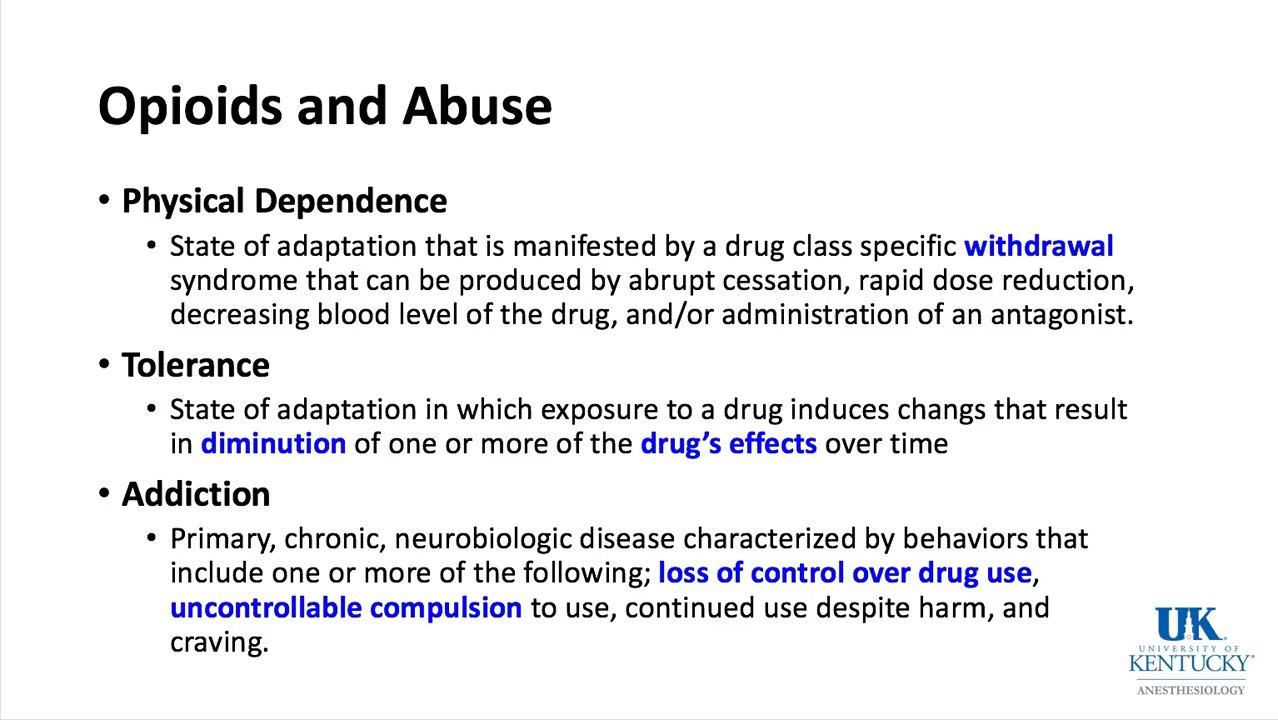 Opioids and Abuse
• Physical Dependence
• State of adaptation that is manifested by a drug class specific withdrawal
syndrome that can be produced by abrupt cessation, rapid dose reduction,
decreasing blood level of the drug, and/or administration of an antagonist.
• Tolerance
• State of adaptation in which exposure to a drug induces changs that result
in diminution of one or more of the drug's effects over time
• Addiction
• Primary, chronic, neurobiologic disease characterized by behaviors that
include one or more of the following; loss of control over drug use,
uncontrollable compulsion to use, continued use despite harm, and
craving.
UK
UNIVERSITY OF
KENTUCKY®
ANESTHESIOLOGY